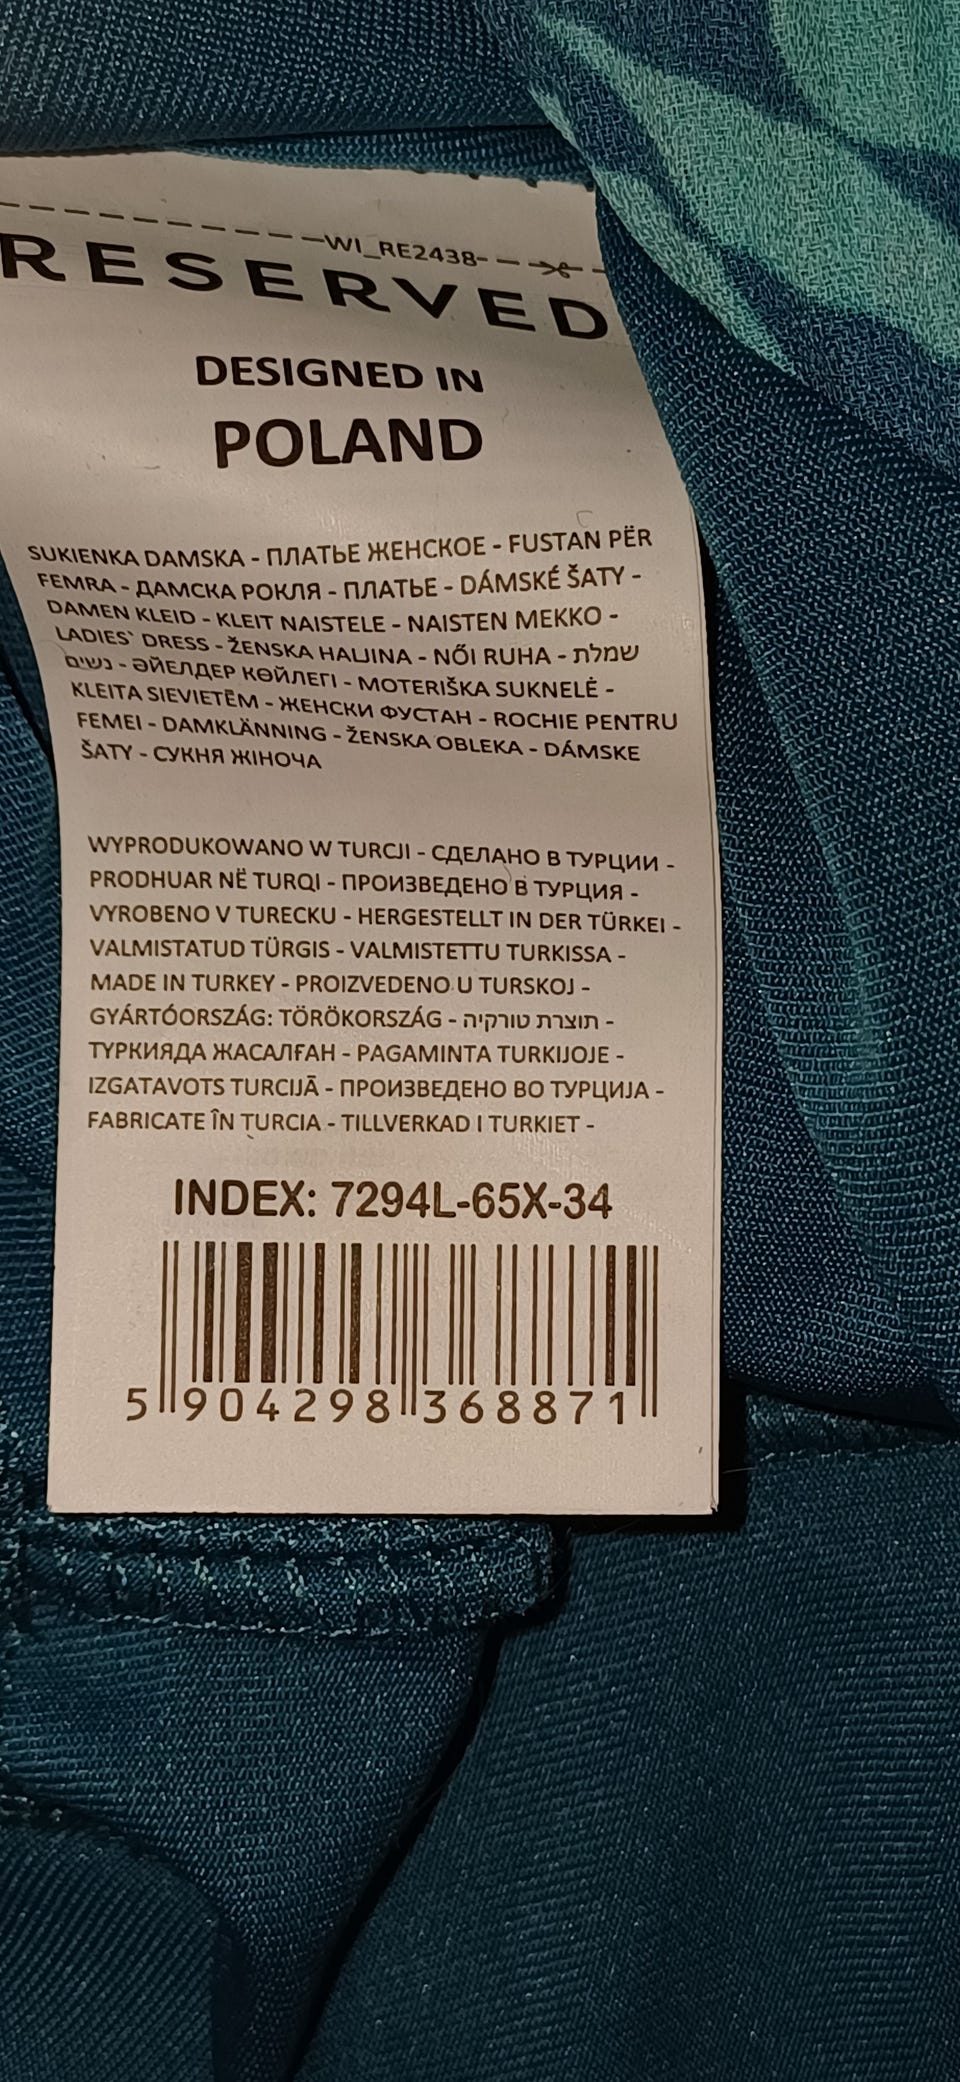 WI_RE2438
RESERVED
DESIGNED IN
POLAND
SUKIENKA DAMSKA - ПЛАТЬЕ ЖЕНСКОЕ - FUSTAN PËR
FEMRA - ДАМСКА РОКЛЯ - ПЛАТЬЕ - DÁMSKÉ ŠATY -
DAMEN KLEID - KLEIT NAISTELE - NAISTEN MEKKO -
LADIES` DRESS - ŽENSKA HALJINA - NŐI RUHA - שמלת
נשים - ӘЙЕЛДЕР КӨЙЛЕГІ - MOTERIŠKA SUKNELĖ -
KLEITA SIEVIETĒM - ЖЕНСКИ ФУСТАН - ROCHIE PENTRU
FEMEI - DAMKLÄNNING - ŽENSKA OBLEKA - DÁMSKE
ŠATY - СУКНЯ ЖІНОЧА
WYPRODUKOWANO W TURCJI - СДЕЛАНО В ТУРЦИИ -
PRODHUAR NË TURQI - ПРОИЗВЕДЕНО В ТУРЦИЯ -
VYROBENO V TURECKU - HERGESTELLT IN DER TÜRKEI -
VALMISTATUD TÜRGIS - VALMISTETTU TURKISSA -
MADE IN TURKEY - PROIZVEDENO U TURSKOJ -
GYÁRTÓORSZÁG: TÖRÖKORSZÁG - תוצרת טורקיה -
ТҮРКИЯДА ЖАСАЛҒАН - PAGAMINTA TURKIJOJE -
IZGATAVOTS TURCIJĀ - ПРОИЗВЕДЕНО ВО ТУРЦИЈА -
FABRICATE ÎN TURCIA - TILLVERKAD I TURKIET -
INDEX: 7294L-65X-34
5 904298 368871